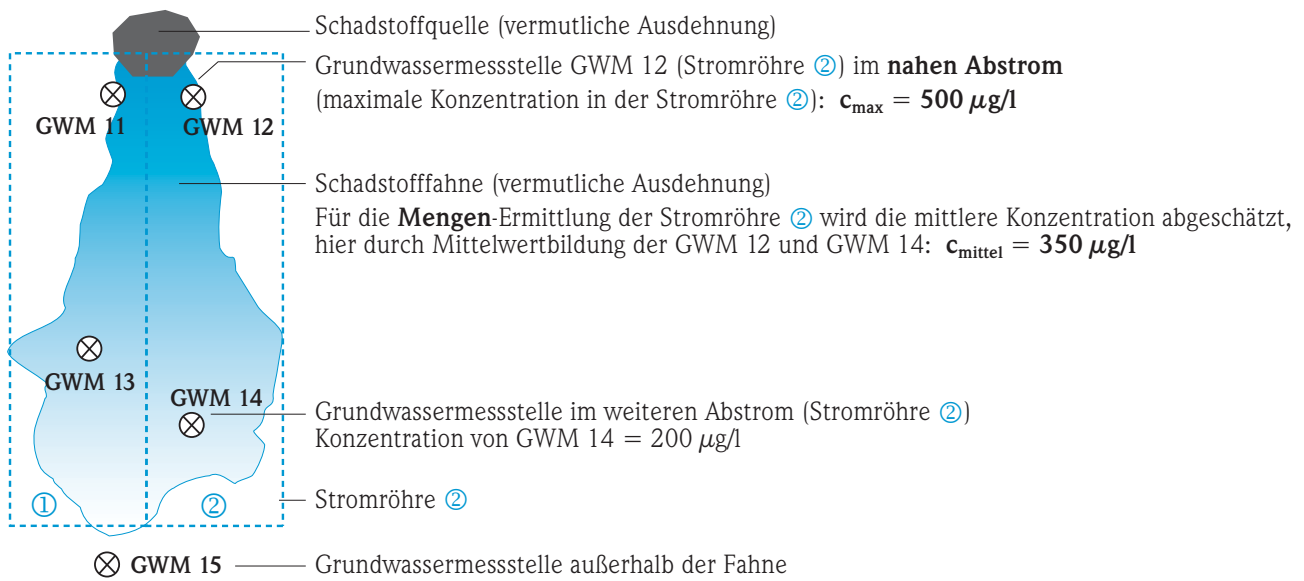 Schadstoffquelle (vermutliche Ausdehnung)
Grundwassermessstelle GWM 12 (Stromröhre ②) im nahen Abstrom
(maximale Konzentration in der Stromröhre ②): c_max = 500 µg/l
GWM 11
GWM 12
Schadstofffahne (vermutliche Ausdehnung)
Für die Mengen-Ermittlung der Stromröhre ② wird die mittlere Konzentration abgeschätzt,
hier durch Mittelwertbildung der GWM 12 und GWM 14: c_mittel = 350 µg/l
GWM 13
GWM 14
Grundwassermessstelle im weiteren Abstrom (Stromröhre ②)
Konzentration von GWM 14 = 200 µg/l
①
②
Stromröhre ②
GWM 15
Grundwassermessstelle außerhalb der Fahne